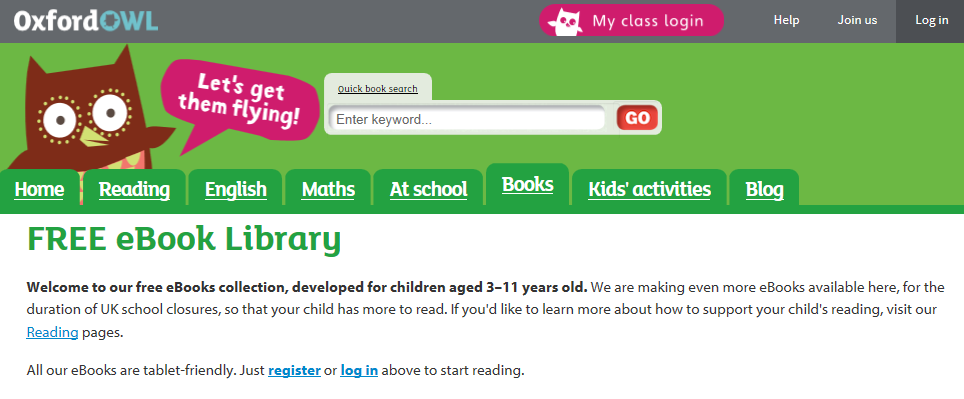 OxfordOWL
My class login
Help
Join us
Log in
Let's get
them flying!
Quick book search
Enter keyword...
GO
Home
Reading
English
Maths
At school
Books
Kids' activities
Blog
FREE eBook Library
Welcome to our free eBooks collection, developed for children aged 3–11 years old. We are making even more eBooks available here, for the
duration of UK school closures, so that your child has more to read. If you'd like to learn more about how to support your child's reading, visit our
Reading pages.
All our eBooks are tablet-friendly. Just register or log in above to start reading.